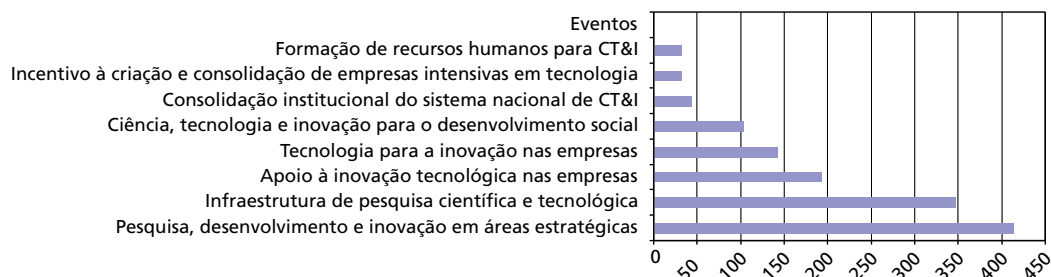 Eventos
Formação de recursos humanos para CT&I
Incentivo à criação e consolidação de empresas intensivas em tecnologia
Consolidação institucional do sistema nacional de CT&I
Ciência, tecnologia e inovação para o desenvolvimento social
Tecnologia para a inovação nas empresas
Apoio à inovação tecnológica nas empresas
Infraestrutura de pesquisa científica e tecnológica
Pesquisa, desenvolvimento e inovação em áreas estratégicas
0 50 100 150 200 250 300 350 400 450